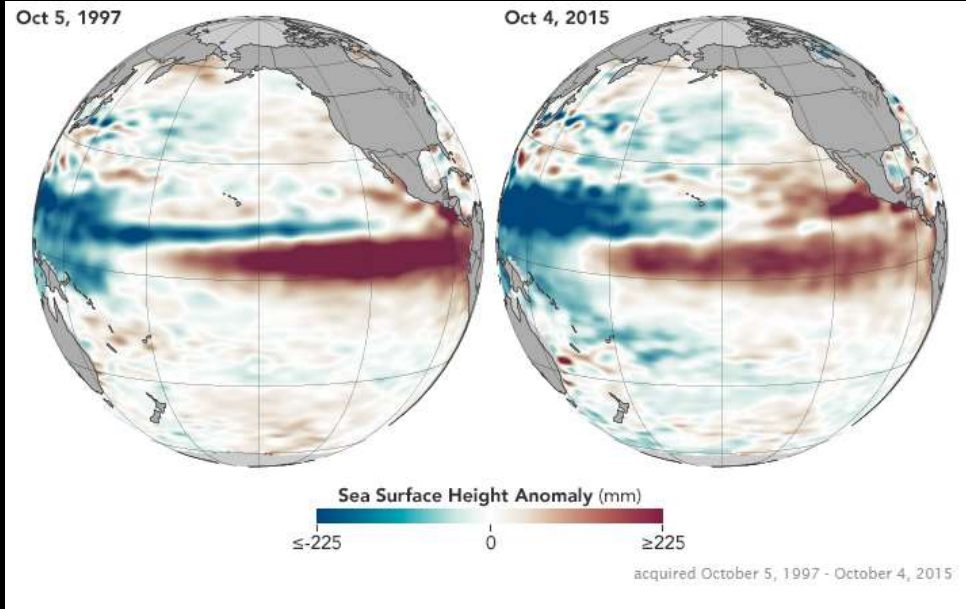 Oct 5, 1997
Oct 4, 2015
Sea Surface Height Anomaly (mm)
≤-225 0 ≥225
acquired October 5, 1997 - October 4, 2015